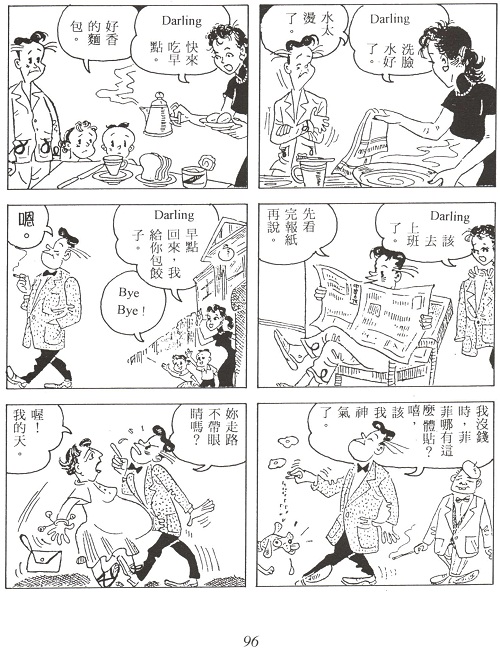 Darling
洗臉
水好
了。
水太
燙
了。
Darling
快來
吃早
點。
好香
的麵
包。
Darling
該
去
上班
了。
先看
完報紙
再說。
Darling
早點
回來，我
給你包餃
子。
Bye
Bye！
嗯。
我沒錢
時，菲
菲哪有這
麼體貼？
嘻，
該
我
神
氣
了。
妳走路
不帶眼
睛嗎？
喔！
我的天。
96